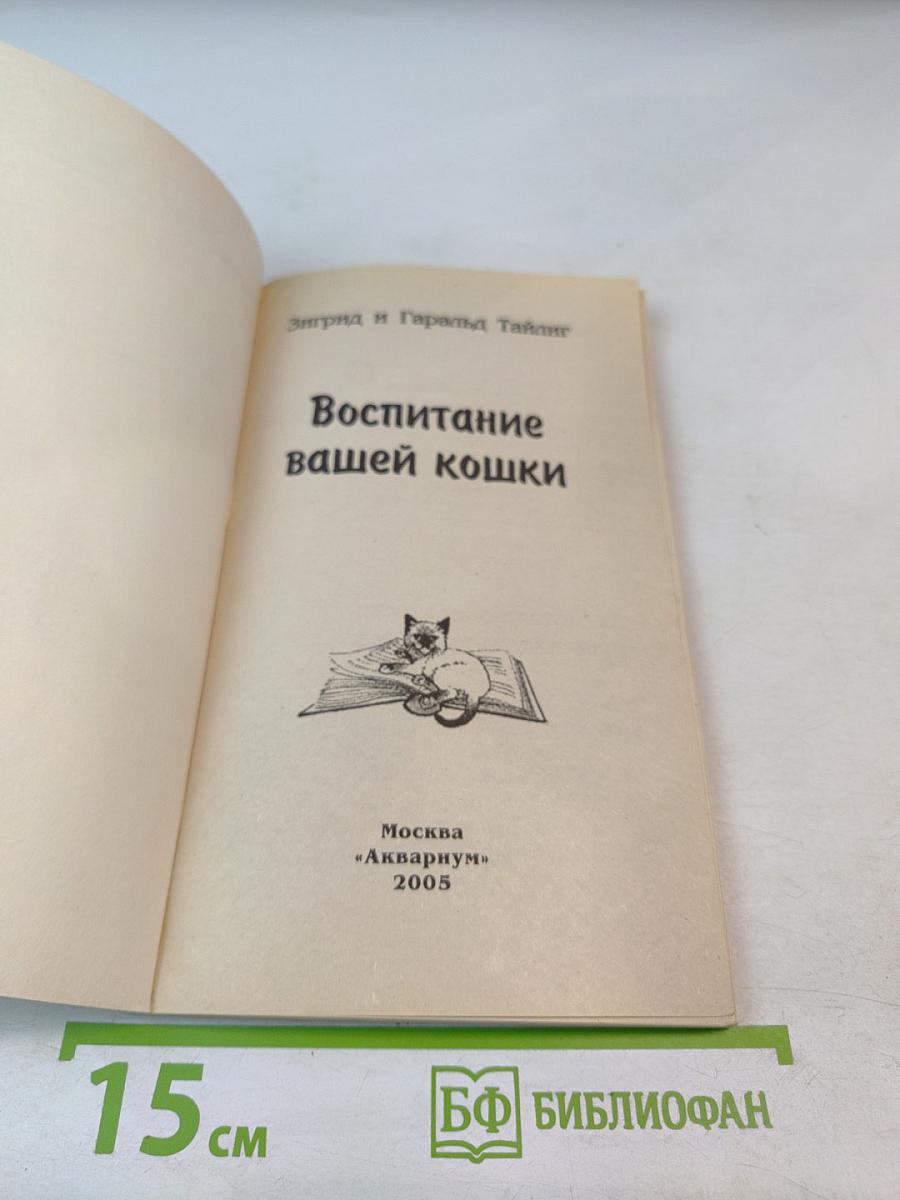 Зигрид и Гаральд Тайлиг
Воспитание
вашей кошки
Москва
«Аквариум»
2005
15 см
БФ БИБЛИОФАН